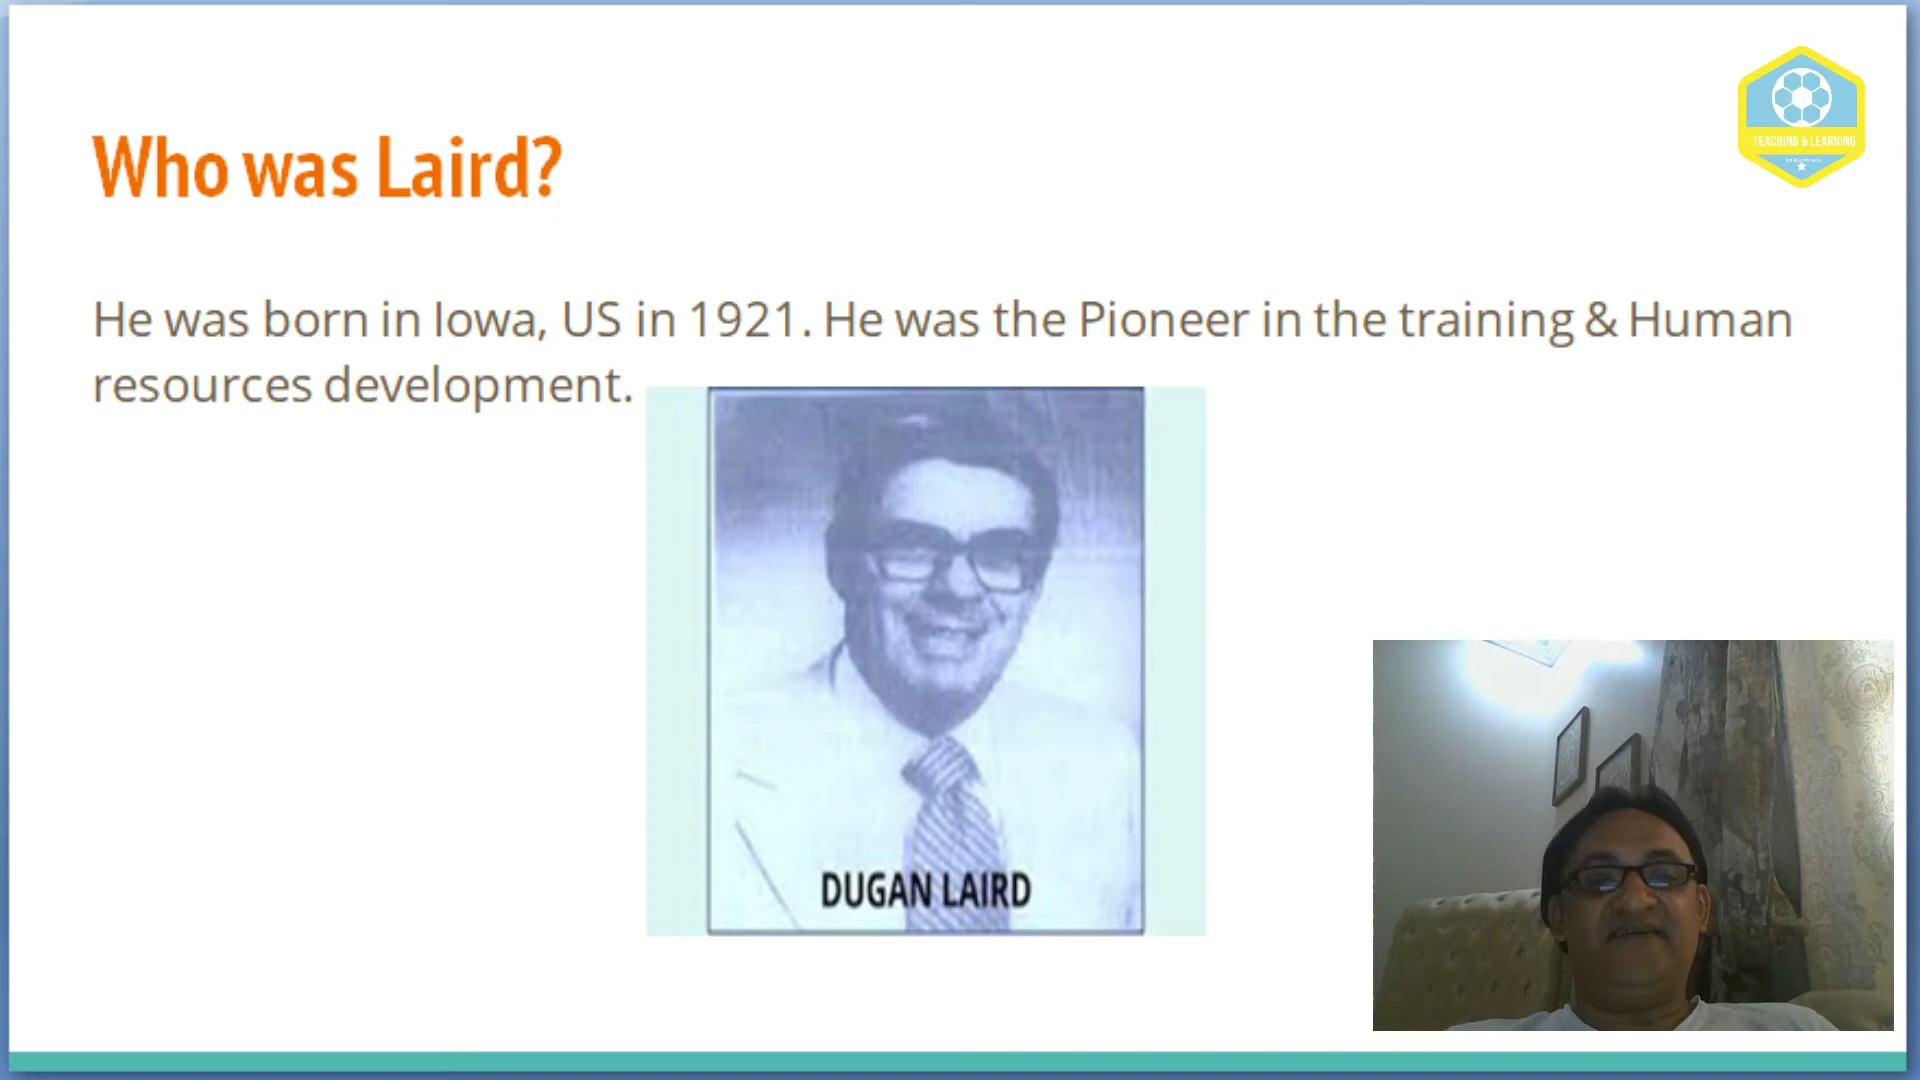 Who was Laird?
He was born in Iowa, US in 1921. He was the Pioneer in the training & Human
resources development.
DUGAN LAIRD
TEACHING & LEARNING